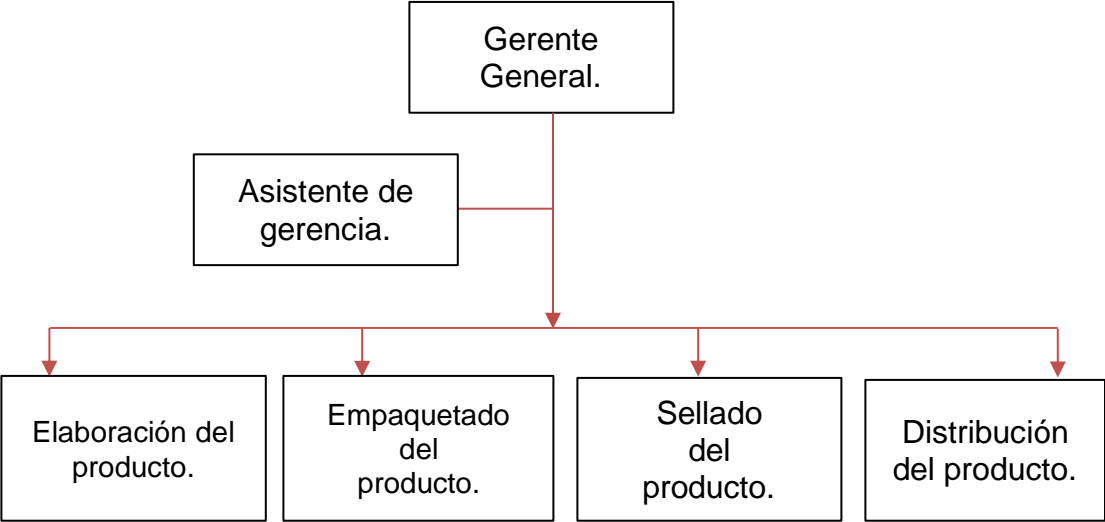 Gerente
General.
Asistente de
gerencia.
Elaboración del
producto.
Empaquetado
del
producto.
Sellado
del
producto.
Distribución
del producto.